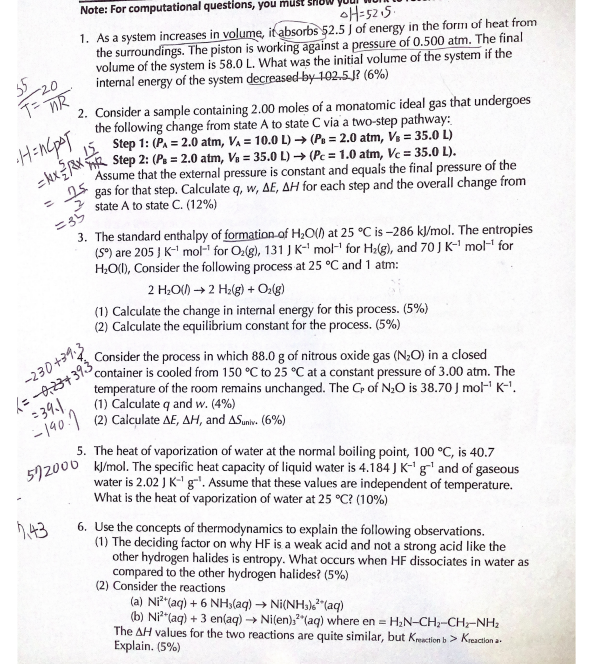 Note: For computational questions, you must show your work
ΔH=52.5
1. As a system increases in volume, it absorbs 52.5 J of energy in the form of heat from
the surroundings. The piston is working against a pressure of 0.500 atm. The final
volume of the system is 58.0 L. What was the initial volume of the system if the
internal energy of the system decreased by 102.5 J? (6%)
35 -20
T= nR
2. Consider a sample containing 2.00 moles of a monatomic ideal gas that undergoes
the following change from state A to state C via a two-step pathway:
H=nCpΔT
Step 1: (PA = 2.0 atm, VA = 10.0 L) → (PB = 2.0 atm, VB = 35.0 L)
Step 2: (PB = 2.0 atm, VB = 35.0 L) → (PC = 1.0 atm, VC = 35.0 L).
Assume that the external pressure is constant and equals the final pressure of the
gas for that step. Calculate q, w, ΔE, ΔH for each step and the overall change from
state A to state C. (12%)
3. The standard enthalpy of formation of H₂O(l) at 25 °C is –286 kJ/mol. The entropies
(S°) are 205 J K⁻¹ mol⁻¹ for O₂(g), 131 J K⁻¹ mol⁻¹ for H₂(g), and 70 J K⁻¹ mol⁻¹ for
H₂O(l), Consider the following process at 25 °C and 1 atm:
2 H₂O(l) → 2 H₂(g) + O₂(g)
(1) Calculate the change in internal energy for this process. (5%)
(2) Calculate the equilibrium constant for the process. (5%)
-230+39.3
4. Consider the process in which 88.0 g of nitrous oxide gas (N₂O) in a closed
container is cooled from 150 °C to 25 °C at a constant pressure of 3.00 atm. The
temperature of the room remains unchanged. The CP of N₂O is 38.70 J mol⁻¹ K⁻¹.
= -0.23+39.3
(1) Calculate q and w. (4%)
=39.1
(2) Calculate ΔE, ΔH, and ΔSuniv. (6%)
-190.7
5. The heat of vaporization of water at the normal boiling point, 100 °C, is 40.7
572000
kJ/mol. The specific heat capacity of liquid water is 4.184 J K⁻¹ g⁻¹ and of gaseous
water is 2.02 J K⁻¹ g⁻¹. Assume that these values are independent of temperature.
What is the heat of vaporization of water at 25 °C? (10%)
6. Use the concepts of thermodynamics to explain the following observations.
(1) The deciding factor on why HF is a weak acid and not a strong acid like the
other hydrogen halides is entropy. What occurs when HF dissociates in water as
compared to the other hydrogen halides? (5%)
(2) Consider the reactions
(a) Ni²⁺(aq) + 6 NH₃(aq) → Ni(NH₃)₆²⁺(aq)
(b) Ni²⁺(aq) + 3 en(aq) → Ni(en)₃²⁺(aq) where en = H₂N–CH₂–CH₂–NH₂
The ΔH values for the two reactions are quite similar, but Kreaction b > Kreaction a.
Explain. (5%)